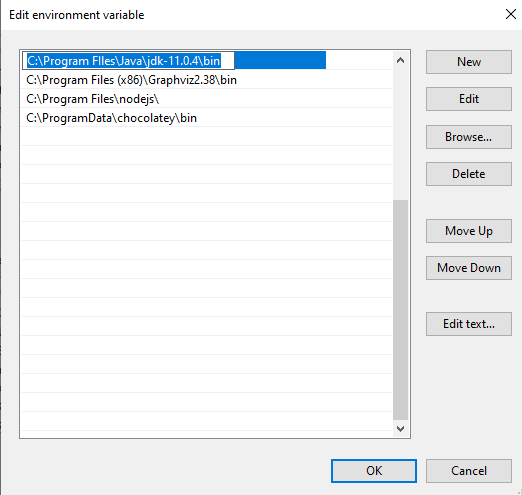 Edit environment variable
C:\Program FIles\Java\jdk-11.0.4\bin
C:\Program Files (x86)\Graphviz2.38\bin
C:\Program Files\nodejs\
C:\ProgramData\chocolatey\bin
New
Edit
Browse...
Delete
Move Up
Move Down
Edit text...
OK
Cancel